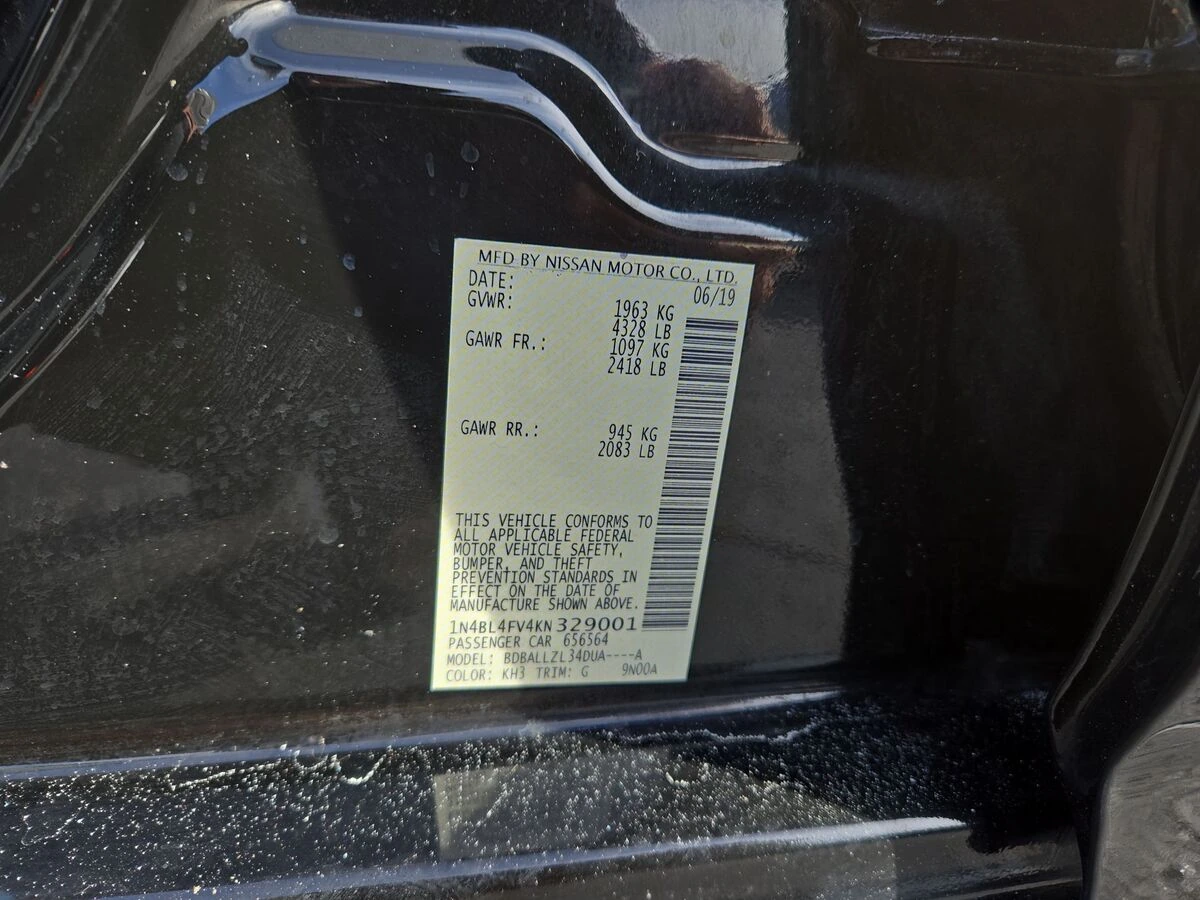 MFD BY NISSAN MOTOR CO., LTD.
DATE: 06/19
GVWR: 1963 KG
4328 LB
GAWR FR.: 1097 KG
2418 LB
GAWR RR.: 945 KG
2083 LB
THIS VEHICLE CONFORMS TO
ALL APPLICABLE FEDERAL
MOTOR VEHICLE SAFETY,
BUMPER, AND THEFT
PREVENTION STANDARDS IN
EFFECT ON THE DATE OF
MANUFACTURE SHOWN ABOVE.
1N4BL4FV4KN329001
PASSENGER CAR 656564
MODEL: BDBALLZL34DUA----A
COLOR: KH3 TRIM: G 9N00A